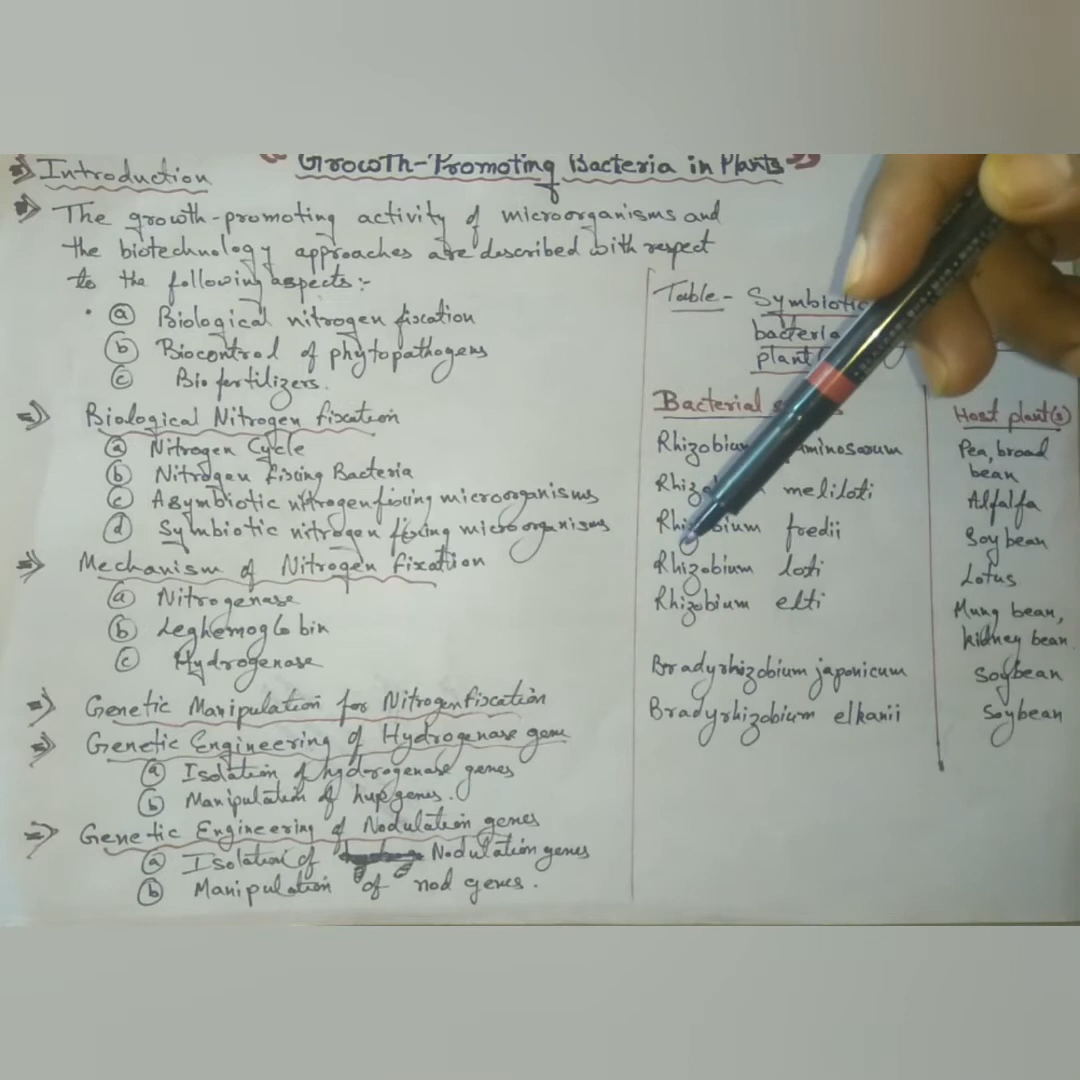 Growth-Promoting Bacteria in Plants
Introduction
The growth-promoting activity of microorganisms and
the biotechnology approaches are described with respect
to the following aspects:-
(a) Biological nitrogen fixation
(b) Biocontrol of phytopathogens
(c) Bio fertilizers.
Biological Nitrogen fixation
(a) Nitrogen Cycle
(b) Nitrogen fixing Bacteria
(c) Asymbiotic nitrogen fixing microorganisms
(d) Symbiotic nitrogen fixing microorganisms
Mechanism of Nitrogen fixation
(a) Nitrogenase
(b) Leghemoglobin
(c) Hydrogenase
Genetic Manipulation for Nitrogen fixation
Genetic Engineering of Hydrogenase gene
(a) Isolation of hydrogenase genes
(b) Manipulation of hup genes.
Genetic Engineering of Nodulation genes
(a) Isolation of Nodulation genes
(b) Manipulation of nod genes.
Table- Symbiotic
bacteria
plant(
Bacterial
Host plant(s)
Rhizobium
Pea, broad
bean
meliloti
Alfalfa
Rhizobium fredii
Soybean
Rhizobium loti
Lotus
Rhizobium elti
Mung bean,
kidney bean
Bradyrhizobium japonicum
Soybean
Bradyrhizobium elkanii
Soybean